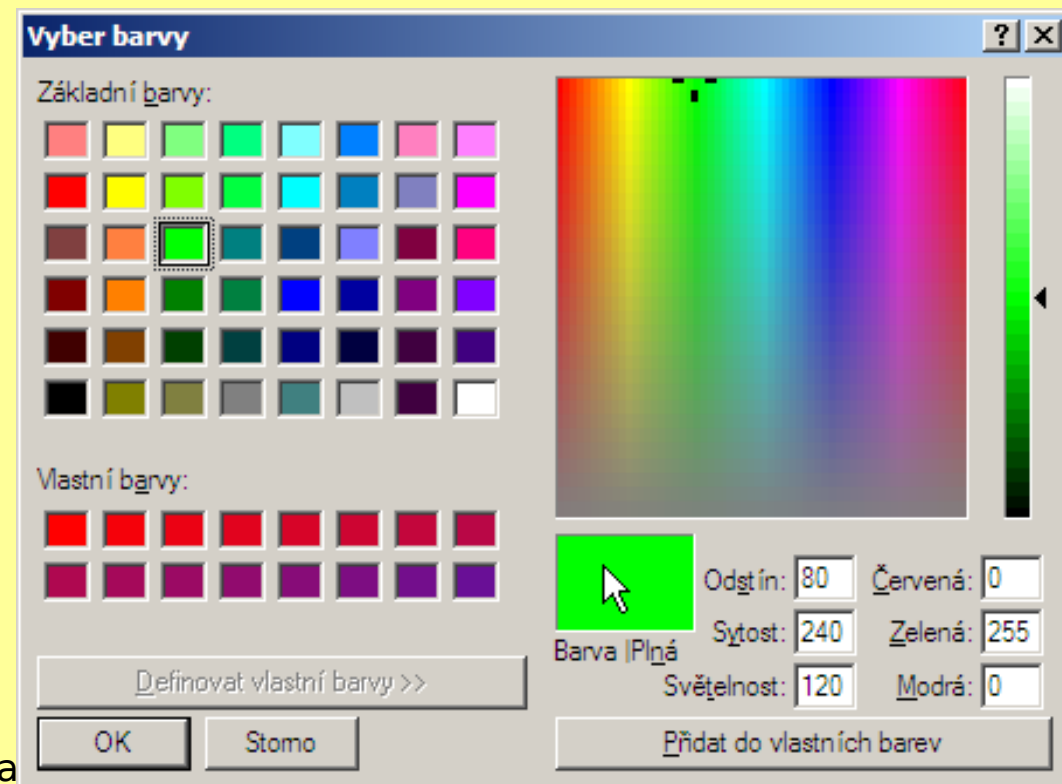 Vyber barvy
Základní barvy:
Vlastní barvy:
Definovat vlastní barvy >>
OK
Storno
Barva |Plná
Odstín: 80
Sytost: 240
Světelnost: 120
Červená: 0
Zelená: 255
Modrá: 0
Přidat do vlastních barev
a